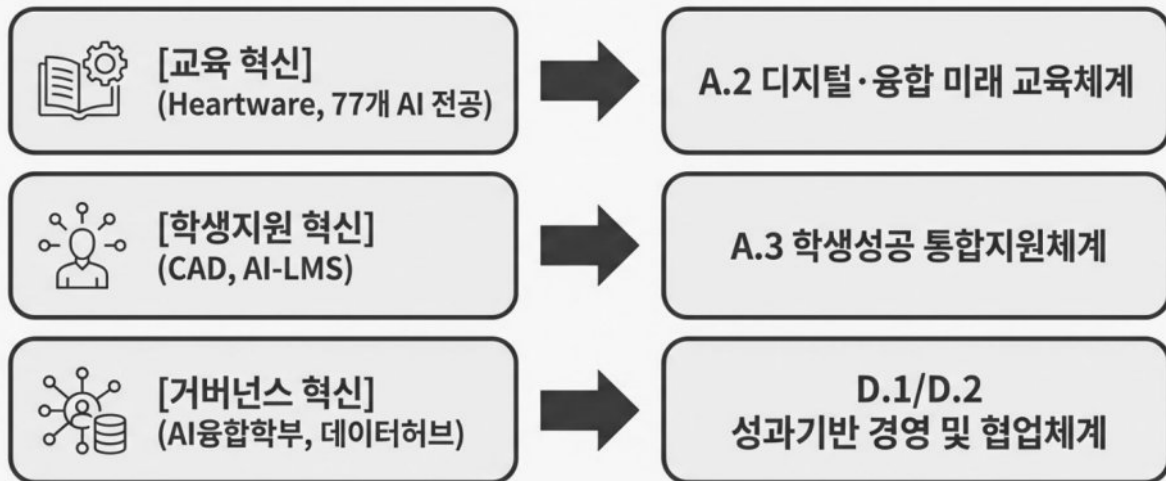 [교육 혁신]
(Heartware, 77개 AI 전공)
A.2 디지털·융합 미래 교육체계
[학생지원 혁신]
(CAD, AI-LMS)
A.3 학생성공 통합지원체계
[거버넌스 혁신]
(AI융합학부, 데이터허브)
D.1/D.2
성과기반 경영 및 협업체계